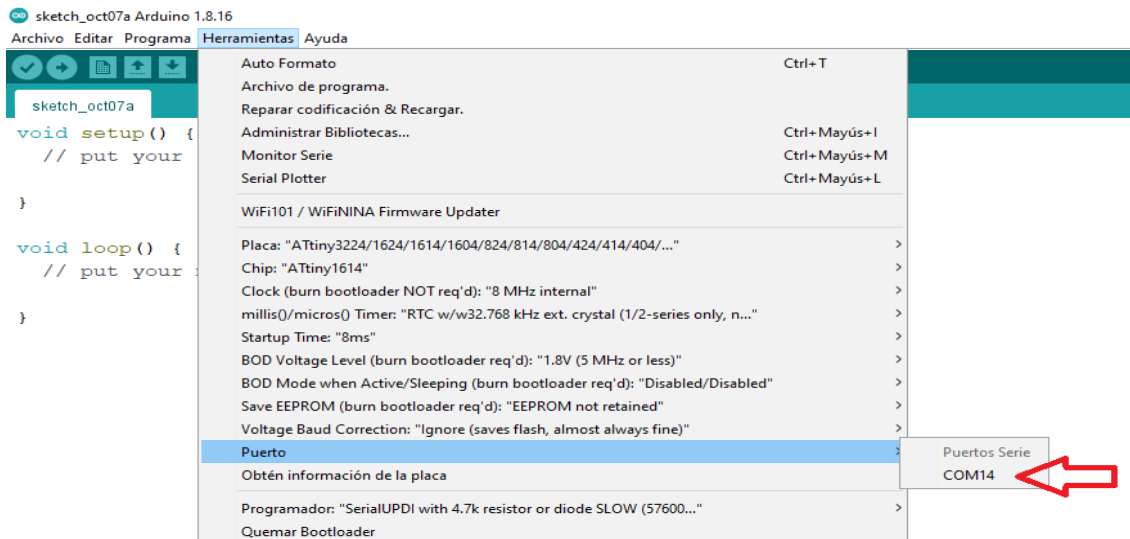 sketch_oct07a Arduino 1.8.16
Archivo Editar Programa Herramientas Ayuda
sketch_oct07a
void setup() {
// put your
}
void loop() {
// put your
}
Auto Formato Ctrl+T
Archivo de programa.
Reparar codificación & Recargar.
Administrar Bibliotecas... Ctrl+Mayús+I
Monitor Serie Ctrl+Mayús+M
Serial Plotter Ctrl+Mayús+L
WiFi101 / WiFiNINA Firmware Updater
Placa: "ATtiny3224/1624/1614/1604/824/814/804/424/414/404/..."
Chip: "ATtiny1614"
Clock (burn bootloader NOT req'd): "8 MHz internal"
millis()/micros() Timer: "RTC w/w32.768 kHz ext. crystal (1/2-series only, n..."
Startup Time: "8ms"
BOD Voltage Level (burn bootloader req'd): "1.8V (5 MHz or less)"
BOD Mode when Active/Sleeping (burn bootloader req'd): "Disabled/Disabled"
Save EEPROM (burn bootloader req'd): "EEPROM not retained"
Voltage Baud Correction: "Ignore (saves flash, almost always fine)"
Puerto
Puertos Serie
COM14
Obtén información de la placa
Programador: "SerialUPDI with 4.7k resistor or diode SLOW (57600..."
Quemar Bootloader